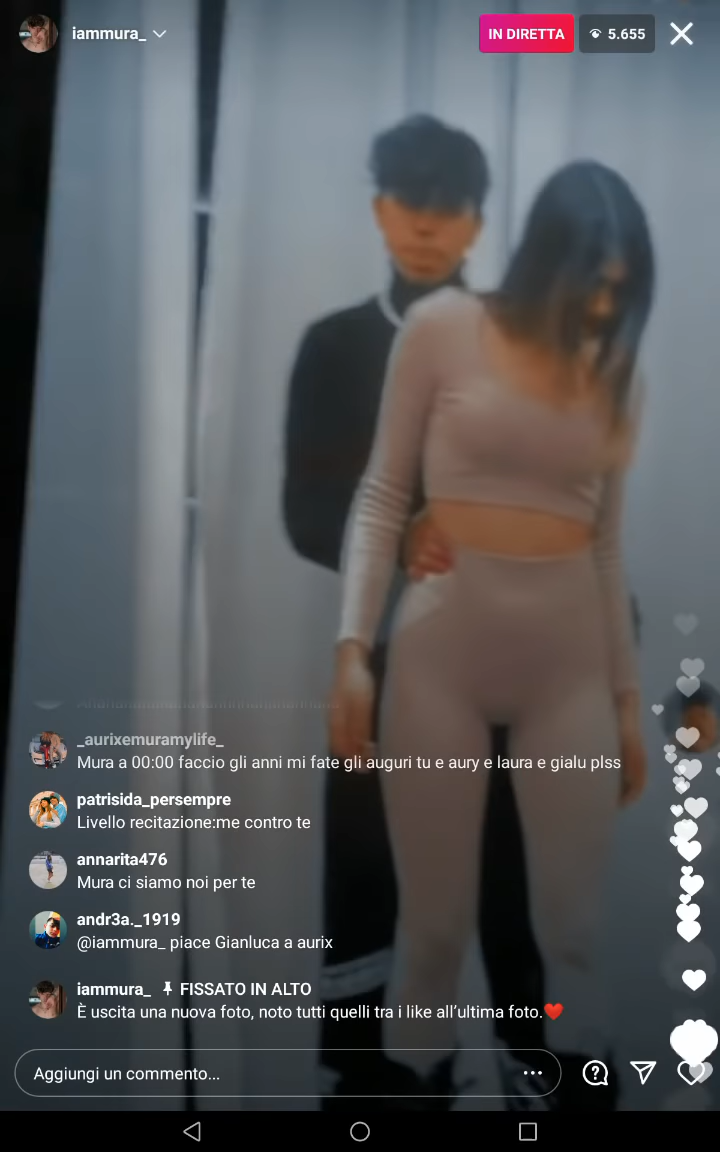 iammura_
IN DIRETTA
5.655
_aurixemuramylife_
Mura a 00:00 faccio gli anni mi fate gli auguri tu e aury e laura e gialu plss
patrisida_persempre
Livello recitazione:me contro te
annarita476
Mura ci siamo noi per te
andr3a._1919
@iammura_ piace Gianluca a aurix
iammura_ FISSATO IN ALTO
È uscita una nuova foto, noto tutti quelli tra i like all’ultima foto.❤️
Aggiungi un commento...